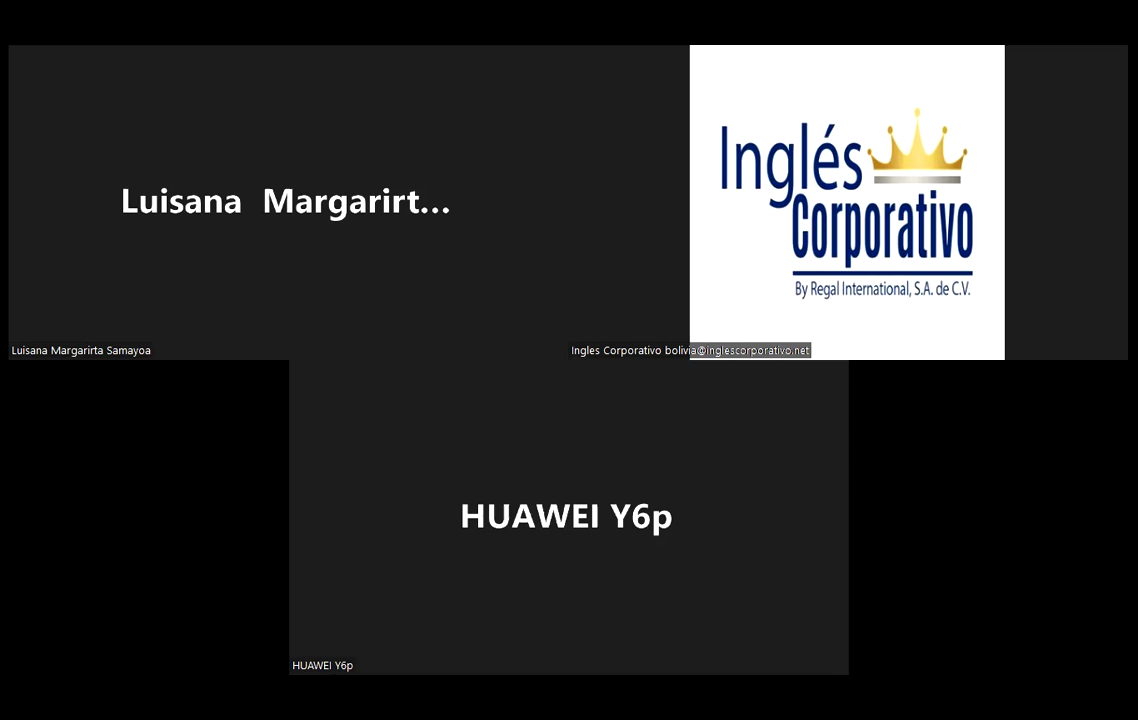 Luisana  Margarirt...
Luisana Margarirta Samayoa
Inglés
Corporativo
By Regal International, S.A. de C.V.
Ingles Corporativo bolivia@inglescorporativo.net
HUAWEI Y6p
HUAWEI Y6p